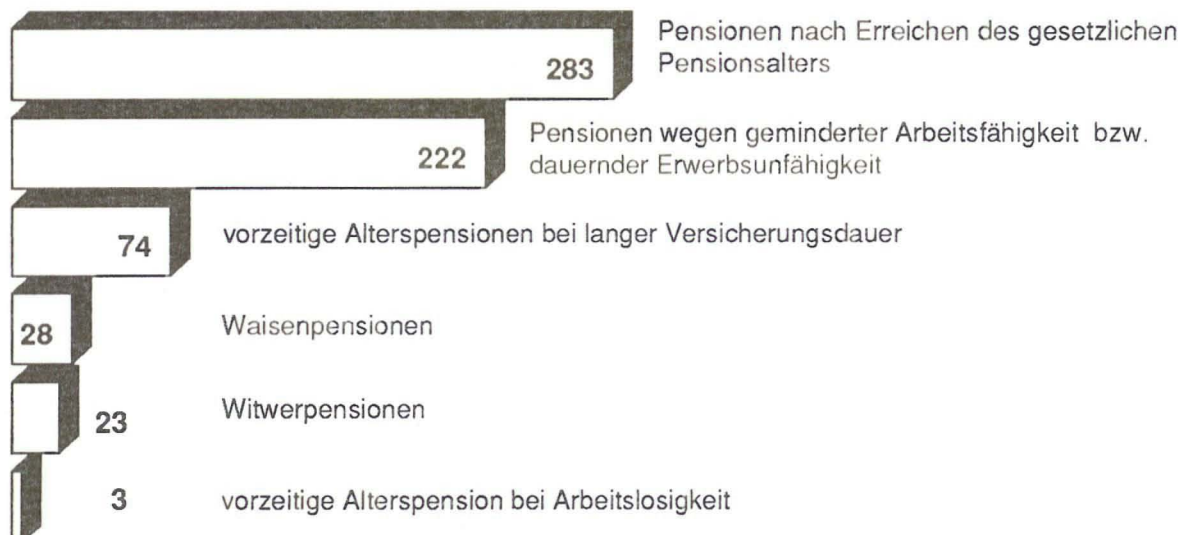 283 Pensionen nach Erreichen des gesetzlichen
Pensionsalters
222 Pensionen wegen geminderter Arbeitsfähigkeit bzw.
dauernder Erwerbsunfähigkeit
74 vorzeitige Alterspensionen bei langer Versicherungsdauer
28 Waisenpensionen
23 Witwerpensionen
3 vorzeitige Alterspension bei Arbeitslosigkeit